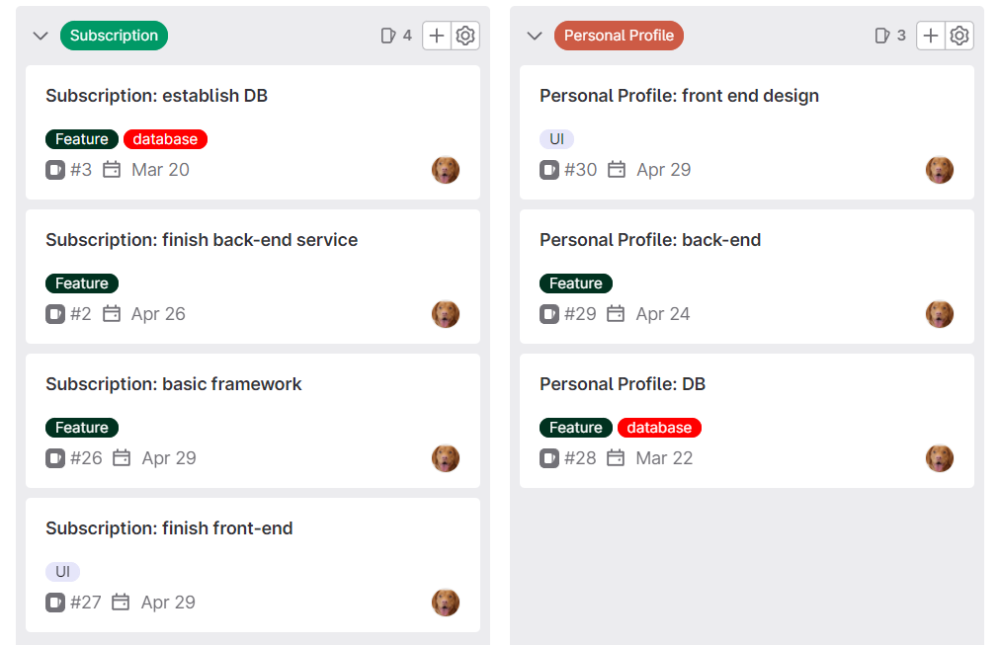 Subscription
4
Subscription: establish DB
Feature database
#3 Mar 20
Subscription: finish back-end service
Feature
#2 Apr 26
Subscription: basic framework
Feature
#26 Apr 29
Subscription: finish front-end
UI
#27 Apr 29
Personal Profile
3
Personal Profile: front end design
UI
#30 Apr 29
Personal Profile: back-end
Feature
#29 Apr 24
Personal Profile: DB
Feature database
#28 Mar 22